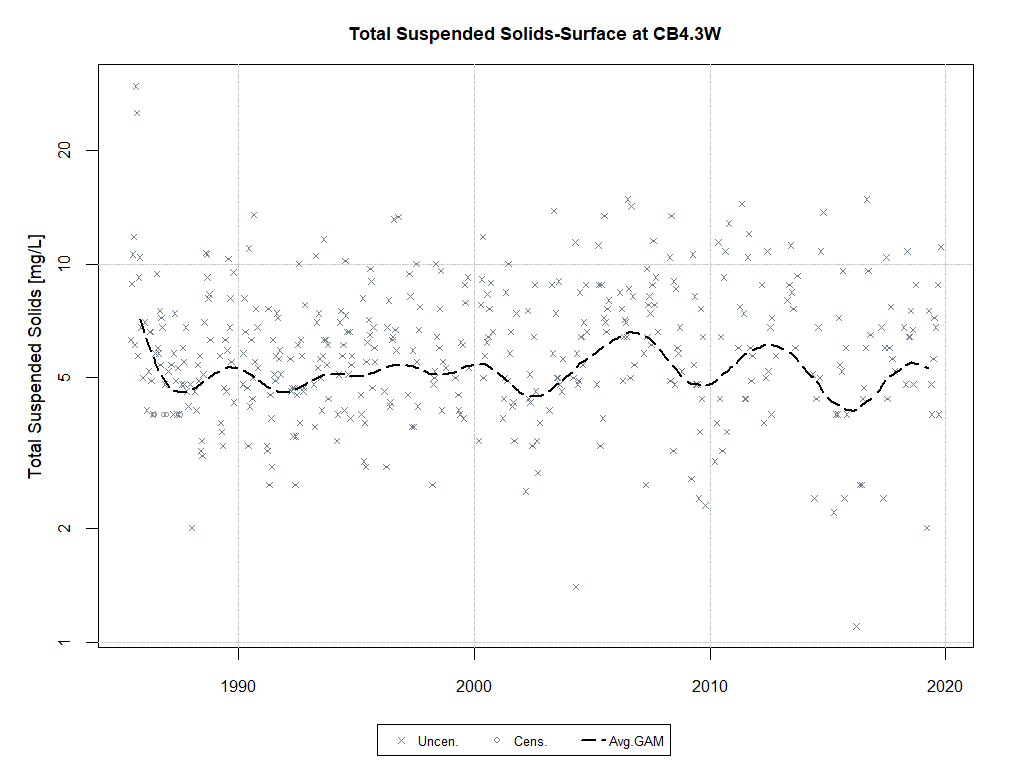 Total Suspended Solids-Surface at CB4.3W
Total Suspended Solids [mg/L]
20
10
5
2
1
1990 2000 2010 2020
Uncen. Cens. Avg.GAM